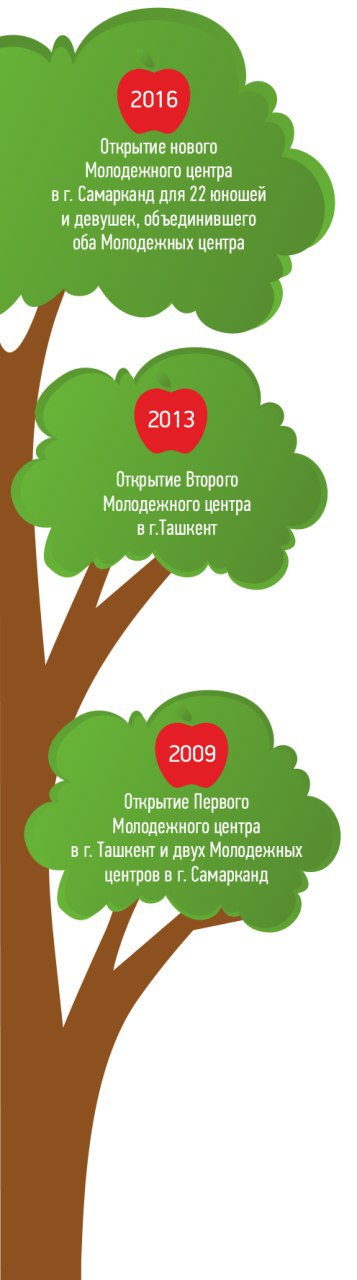 2016
Открытие нового
Молодежного центра
в г. Самарканд для 22 юношей
и девушек, объединившего
оба Молодежных центра
2013
Открытие Второго
Молодежного центра
в г.Ташкент
2009
Открытие Первого
Молодежного центра
в г. Ташкент и двух Молодежных
центров в г. Самарканд